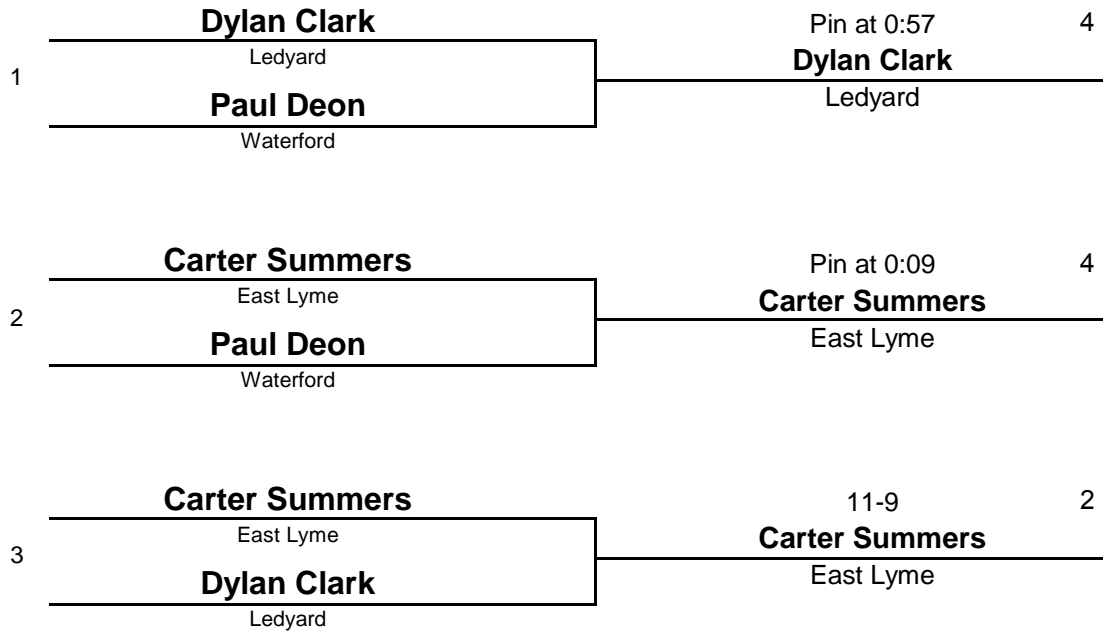 Dylan Clark
Ledyard
1
Paul Deon
Waterford
Pin at 0:57 4
Dylan Clark
Ledyard
Carter Summers
East Lyme
2
Paul Deon
Waterford
Pin at 0:09 4
Carter Summers
East Lyme
Carter Summers
East Lyme
3
Dylan Clark
Ledyard
11-9 2
Carter Summers
East Lyme